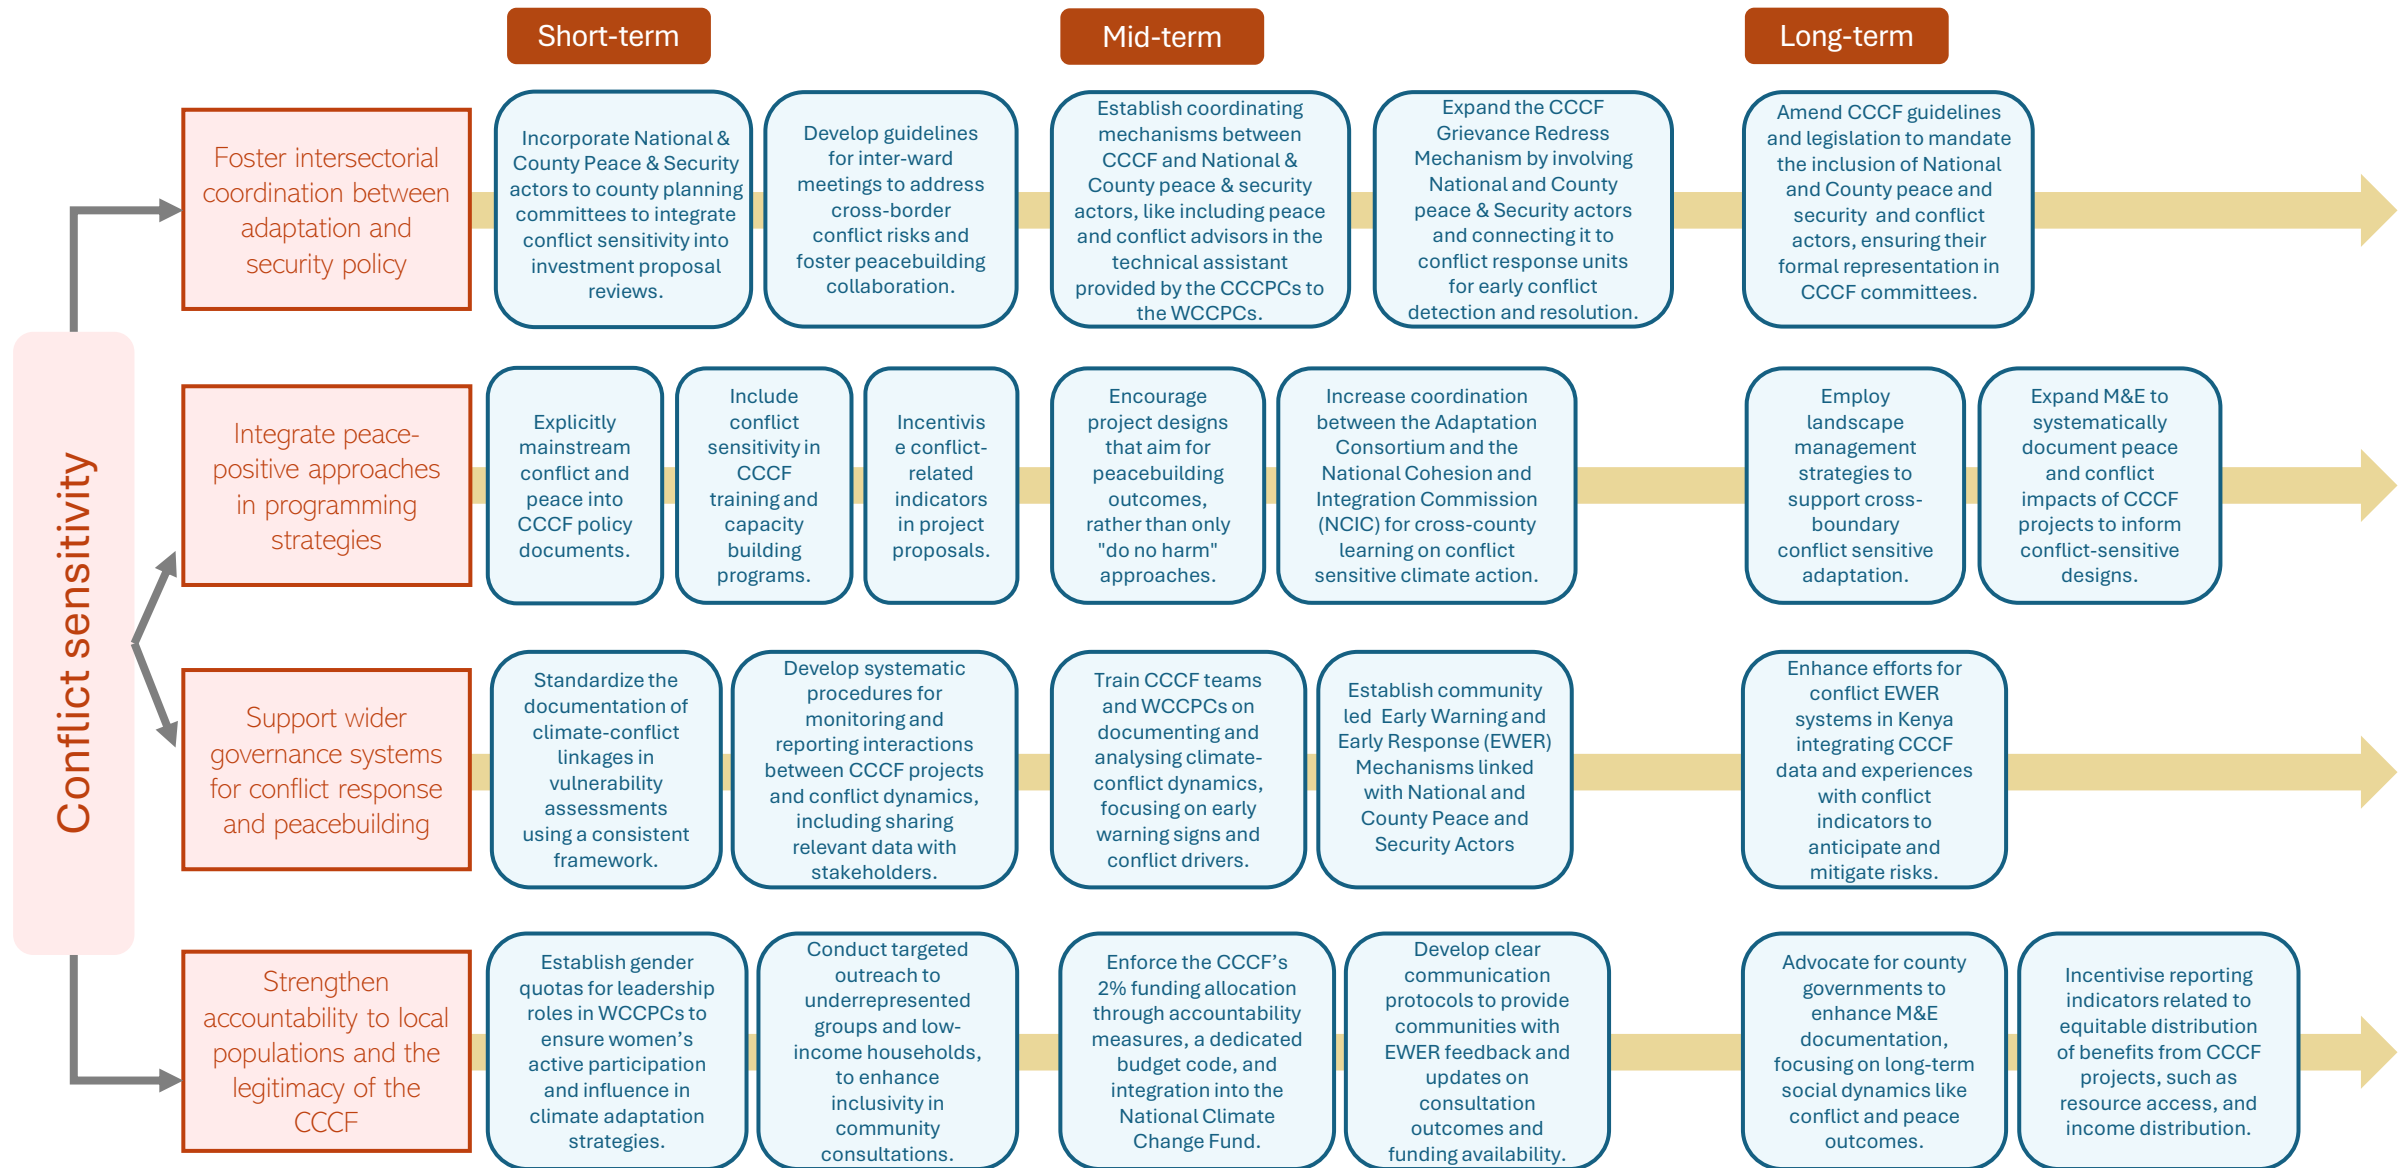 Short-term
Mid-term
Long-term
Conflict sensitivity
Foster intersectorial
coordination between
adaptation and
security policy
Incorporate National &
County Peace & Security
actors to county planning
committees to integrate
conflict sensitivity into
investment proposal
reviews.
Develop guidelines
for inter-ward
meetings to address
cross-border
conflict risks and
foster peacebuilding
collaboration.
Establish coordinating
mechanisms between
CCCF and National &
County peace & security
actors, like including peace
and conflict advisors in the
technical assistant
provided by the CCCPCs to
the WCCPCs.
Expand the CCCF
Grievance Redress
Mechanism by involving
National and County
peace & Security actors
and connecting it to
conflict response units
for early conflict
detection and resolution.
Amend CCCF guidelines
and legislation to mandate
the inclusion of National
and County peace and
security  and conflict
actors, ensuring their
formal representation in
CCCF committees.
Integrate peace-
positive approaches
in programming
strategies
Explicitly
mainstream
conflict and
peace into
CCCF policy
documents.
Include
conflict
sensitivity in
CCCF
training and
capacity
building
programs.
Incentivis
e conflict-
related
indicators
in project
proposals.
Encourage
project designs
that aim for
peacebuilding
outcomes,
rather than only
"do no harm"
approaches.
Increase coordination
between the Adaptation
Consortium and the
National Cohesion and
Integration Commission
(NCIC) for cross-county
learning on conflict
sensitive climate action.
Employ
landscape
management
strategies to
support cross-
boundary
conflict sensitive
adaptation.
Expand M&E to
systematically
document peace
and conflict
impacts of CCCF
projects to inform
conflict-sensitive
designs.
Support wider
governance systems
for conflict response
and peacebuilding
Standardize the
documentation of
climate-conflict
linkages in
vulnerability
assessments
using a consistent
framework.
Develop systematic
procedures for
monitoring and
reporting interactions
between CCCF projects
and conflict dynamics,
including sharing
relevant data with
stakeholders.
Train CCCF teams
and WCCPCs on
documenting and
analysing climate-
conflict dynamics,
focusing on early
warning signs and
conflict drivers.
Establish community
led  Early Warning and
Early Response (EWER)
Mechanisms linked
with National and
County Peace and
Security Actors
Enhance efforts for
conflict EWER
systems in Kenya
integrating CCCF
data and experiences
with conflict
indicators to
anticipate and
mitigate risks.
Strengthen
accountability to local
populations and the
legitimacy of the
CCCF
Establish gender
quotas for leadership
roles in WCCPCs to
ensure women’s
active participation
and influence in
climate adaptation
strategies.
Conduct targeted
outreach to
underrepresented
groups and low-
income households,
to enhance
inclusivity in
community
consultations.
Enforce the CCCF’s
2% funding allocation
through accountability
measures, a dedicated
budget code, and
integration into the
National Climate
Change Fund.
Develop clear
communication
protocols to provide
communities with
EWER feedback and
updates on
consultation
outcomes and
funding availability.
Advocate for county
governments to
enhance M&E
documentation,
focusing on long-term
social dynamics like
conflict and peace
outcomes.
Incentivise reporting
indicators related to
equitable distribution
of benefits from CCCF
projects, such as
resource access, and
income distribution.